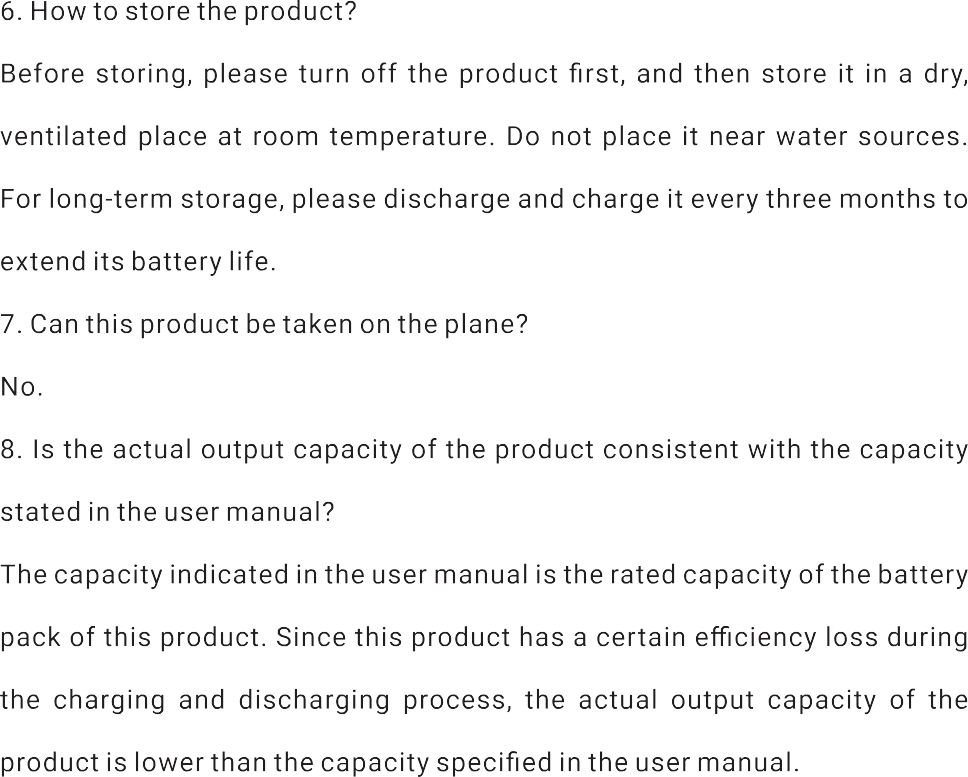 6. How to store the product?
Before storing, please turn off the product first, and then store it in a dry,
ventilated place at room temperature. Do not place it near water sources.
For long-term storage, please discharge and charge it every three months to
extend its battery life.
7. Can this product be taken on the plane?
No.
8. Is the actual output capacity of the product consistent with the capacity
stated in the user manual?
The capacity indicated in the user manual is the rated capacity of the battery
pack of this product. Since this product has a certain efficiency loss during
the charging and discharging process, the actual output capacity of the
product is lower than the capacity specified in the user manual.